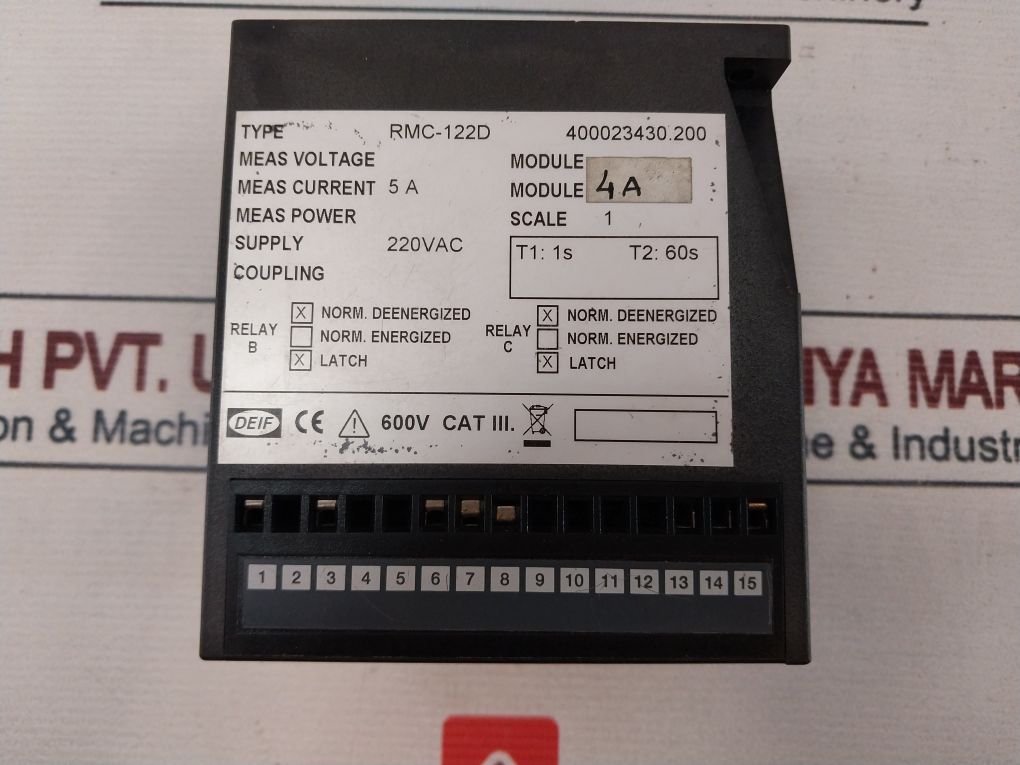 TYPE RMC-122D 400023430.200
MEAS VOLTAGE MODULE
MEAS CURRENT 5 A MODULE 4A
MEAS POWER SCALE 1
SUPPLY 220VAC T1: 1s T2: 60s
COUPLING
X NORM. DEENERGIZED X NORM. DEENERGIZED
RELAY B NORM. ENERGIZED RELAY C NORM. ENERGIZED
X LATCH X LATCH
DEIF CE 600V CAT III.
H PVT. IYA MAR
on & Machi e & Industr
1 2 3 4 5 6 7 8 9 10 11 12 13 14 15